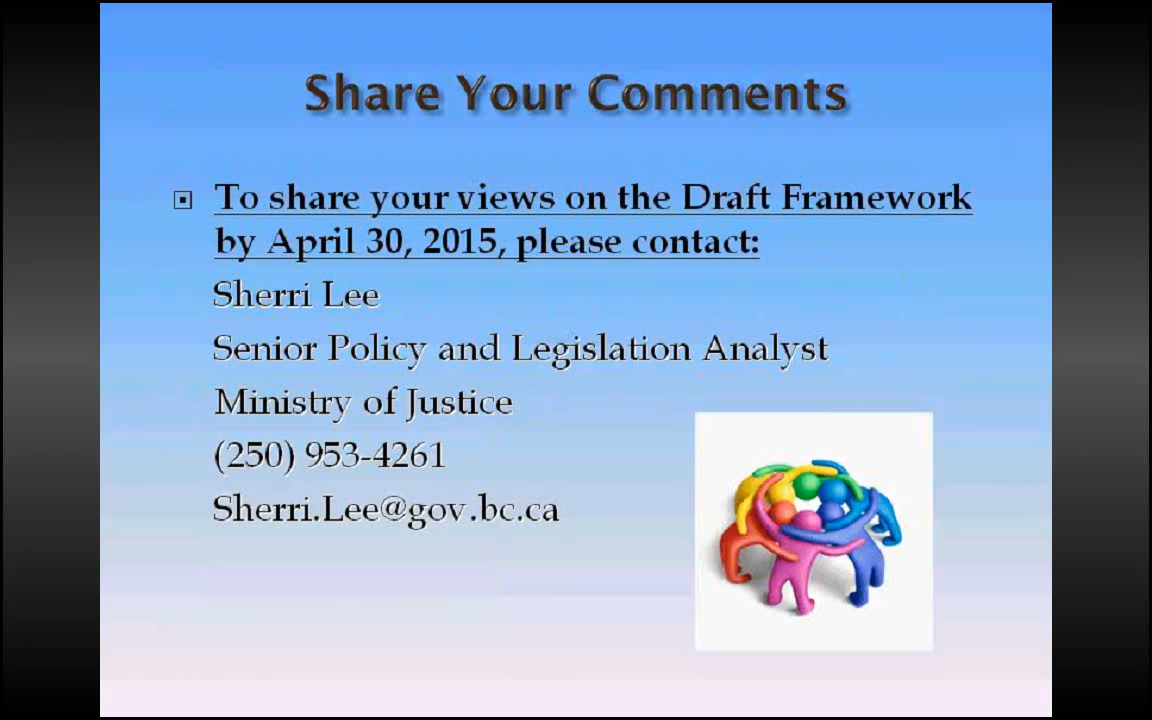 Share Your Comments
To share your views on the Draft Framework
by April 30, 2015, please contact:
Sherri Lee
Senior Policy and Legislation Analyst
Ministry of Justice
(250) 953-4261
Sherri.Lee@gov.bc.ca